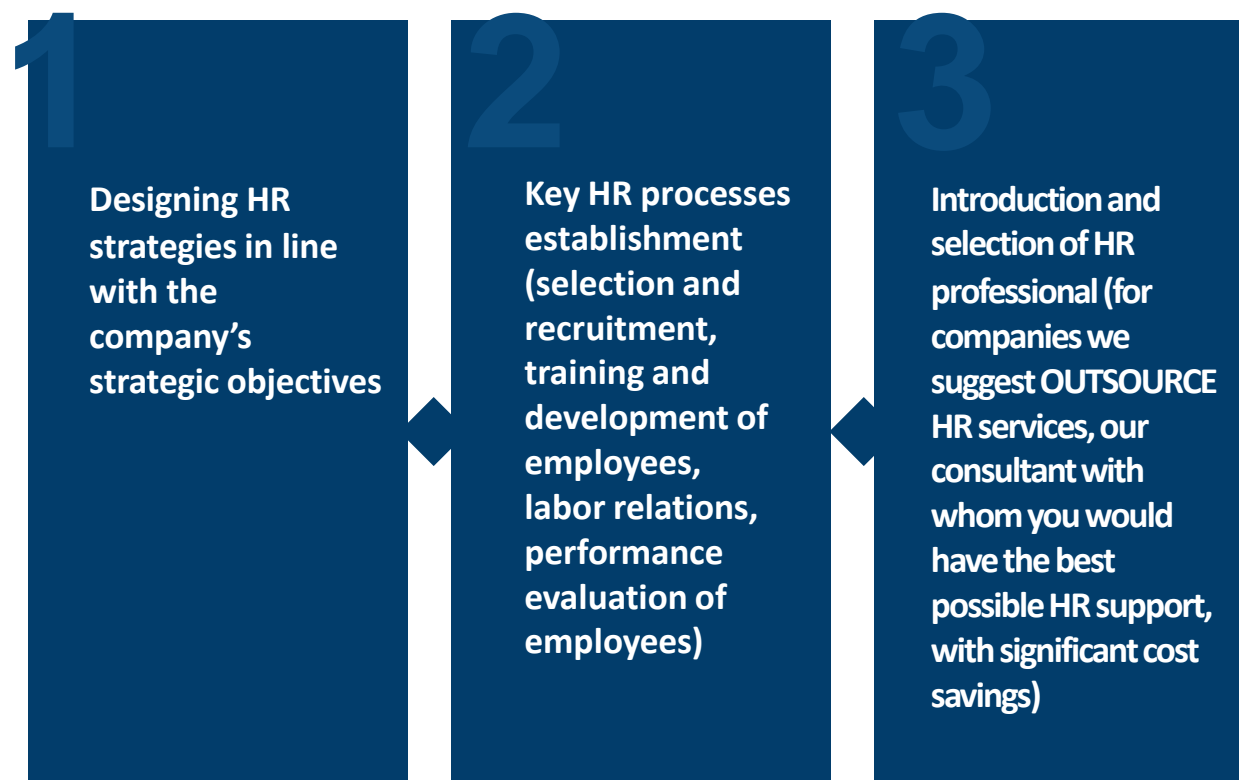 1
Designing HR
strategies in line
with the
company's
strategic objectives
2
Key HR processes
establishment
(selection and
recruitment,
training and
development of
employees,
labor relations,
performance
evaluation of
employees)
3
Introduction and
selection of HR
professional (for
companies we
suggest OUTSOURCE
HR services, our
consultant with
whom you would
have the best
possible HR support,
with significant cost
savings)